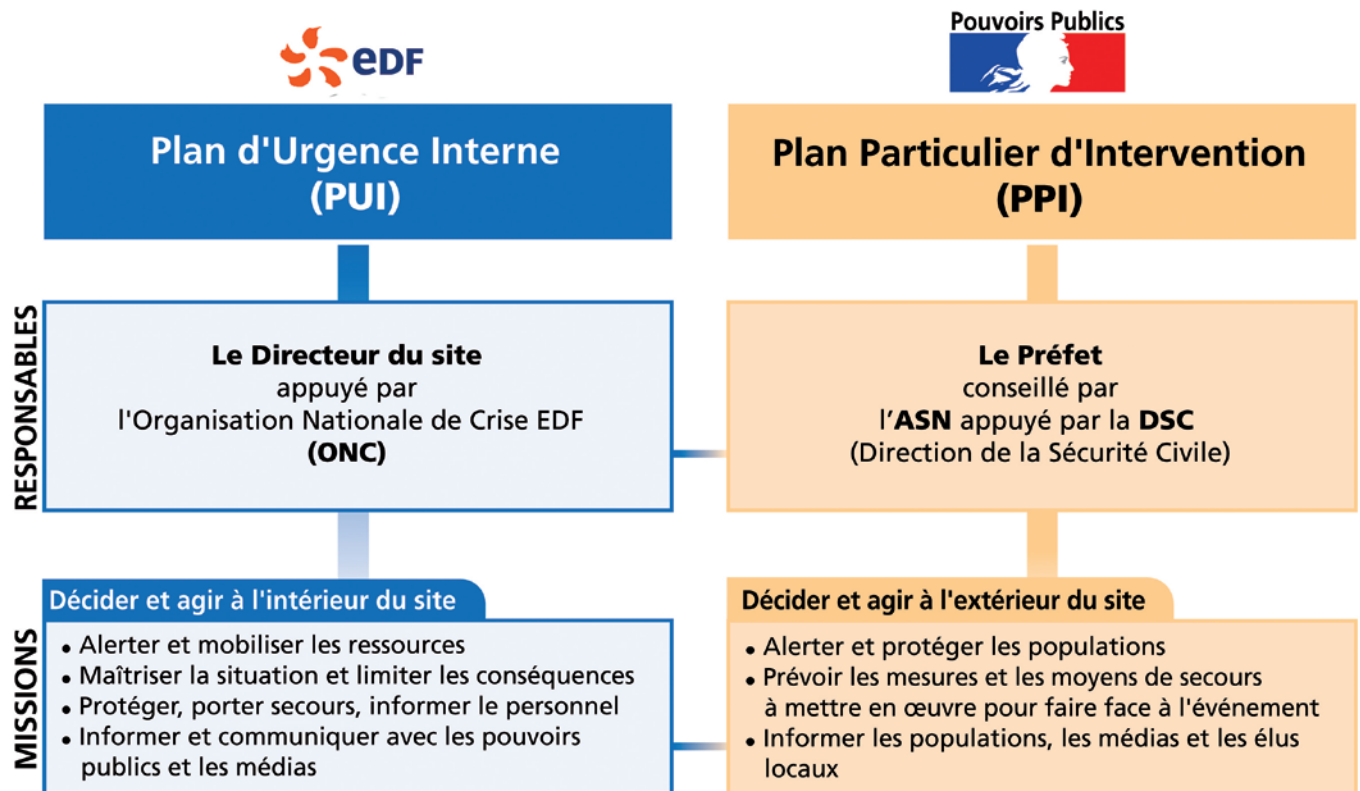 eDF
Pouvoirs Publics
Plan d'Urgence Interne
(PUI)
Plan Particulier d'Intervention
(PPI)
RESPONSABLES
Le Directeur du site
appuyé par
l'Organisation Nationale de Crise EDF
(ONC)
Le Préfet
conseillé par
l'ASN appuyé par la DSC
(Direction de la Sécurité Civile)
MISSIONS
Décider et agir à l'intérieur du site
• Alerter et mobiliser les ressources
• Maîtriser la situation et limiter les conséquences
• Protéger, porter secours, informer le personnel
• Informer et communiquer avec les pouvoirs
publics et les médias
Décider et agir à l'extérieur du site
• Alerter et protéger les populations
• Prévoir les mesures et les moyens de secours
à mettre en œuvre pour faire face à l'événement
• Informer les populations, les médias et les élus
locaux